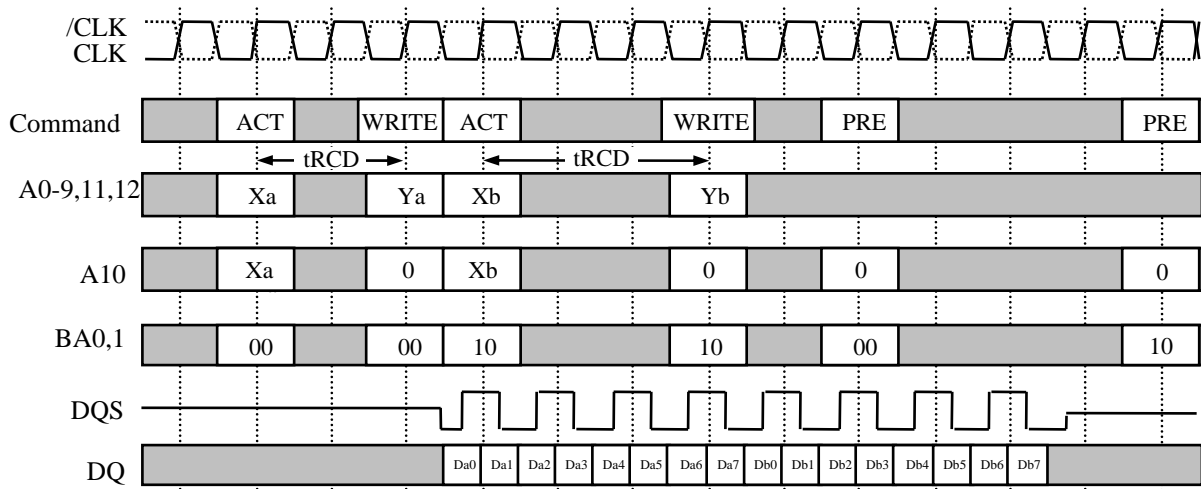 /CLK
CLK
Command ACT WRITE ACT WRITE PRE PRE
tRCD tRCD
A0-9,11,12 Xa Ya Xb Yb
A10 Xa 0 Xb 0 0 0
BA0,1 00 00 10 10 00 10
DQS
DQ Da0 Da1 Da2 Da3 Da4 Da5 Da6 Da7 Db0 Db1 Db2 Db3 Db4 Db5 Db6 Db7